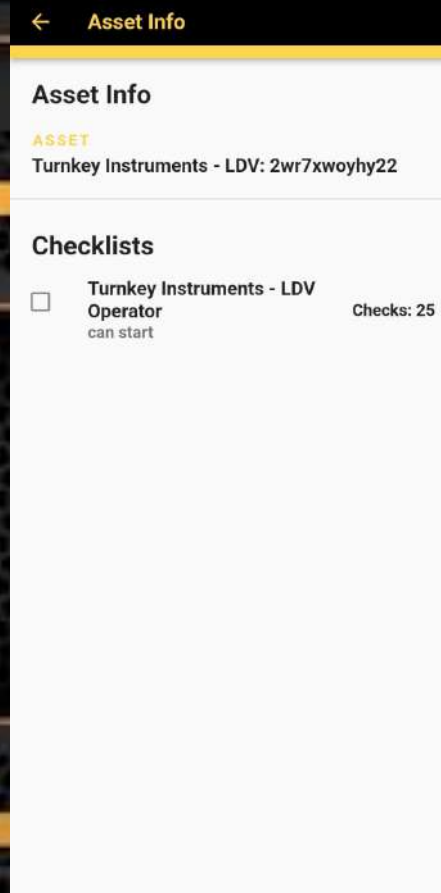 Asset Info
Asset Info
ASSET
Turnkey Instruments - LDV: 2wr7xwoyhy22
Checklists
Turnkey Instruments - LDV
Operator
Checks: 25
can start